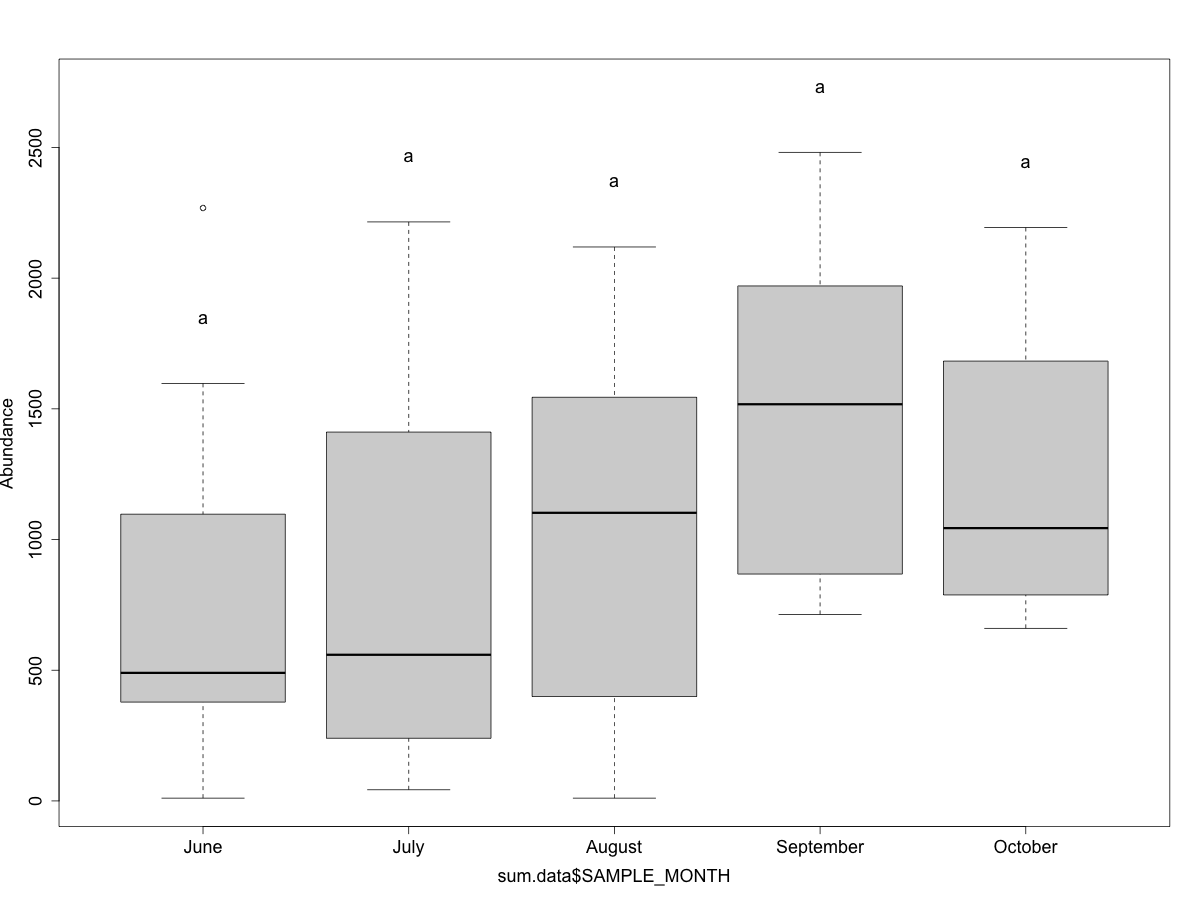 a
2500
a
a
a
2000
a
1500
Abundance
1000
500
0
June July August September October
sum.data$SAMPLE_MONTH